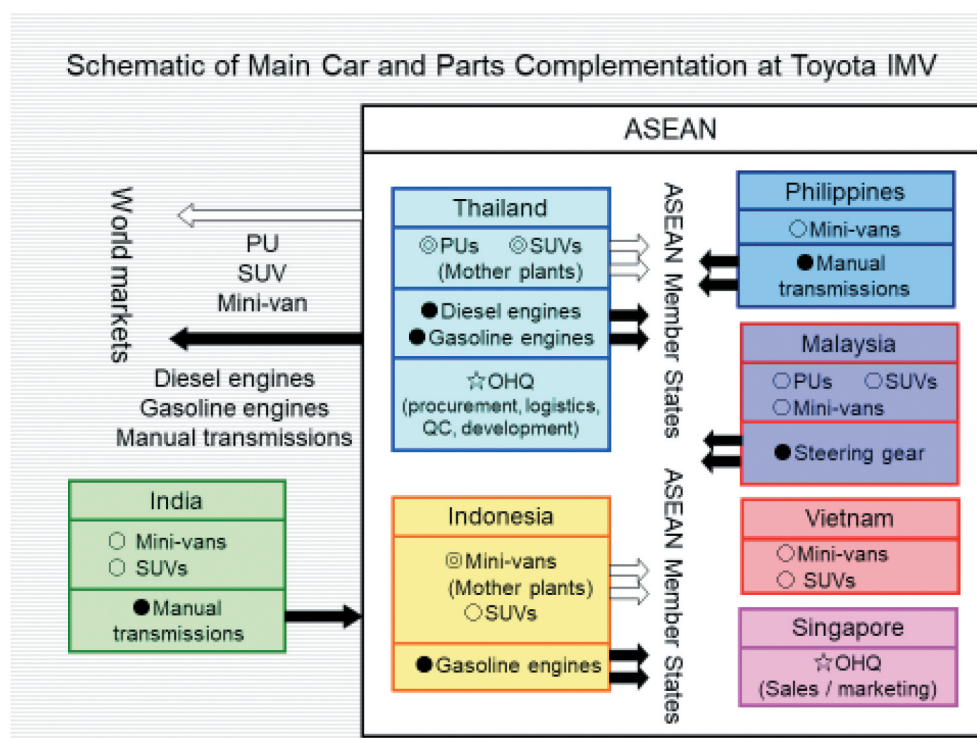 Schematic of Main Car and Parts Complementation at Toyota IMV
ASEAN
World markets
PU
SUV
Mini-van
Diesel engines
Gasoline engines
Manual transmissions
India
○ Mini-vans
○ SUVs
●Manual
transmissions
Thailand
◎PUs ◎SUVs
(Mother plants)
●Diesel engines
●Gasoline engines
☆OHQ
(procurement, logistics,
QC, development)
Indonesia
◎Mini-vans
(Mother plants)
○SUVs
●Gasoline engines
ASEAN Member States
ASEAN Member States
Philippines
○Mini-vans
●Manual
transmissions
Malaysia
○PUs ○SUVs
○Mini-vans
●Steering gear
Vietnam
○Mini-vans
○SUVs
Singapore
☆OHQ
(Sales / marketing)